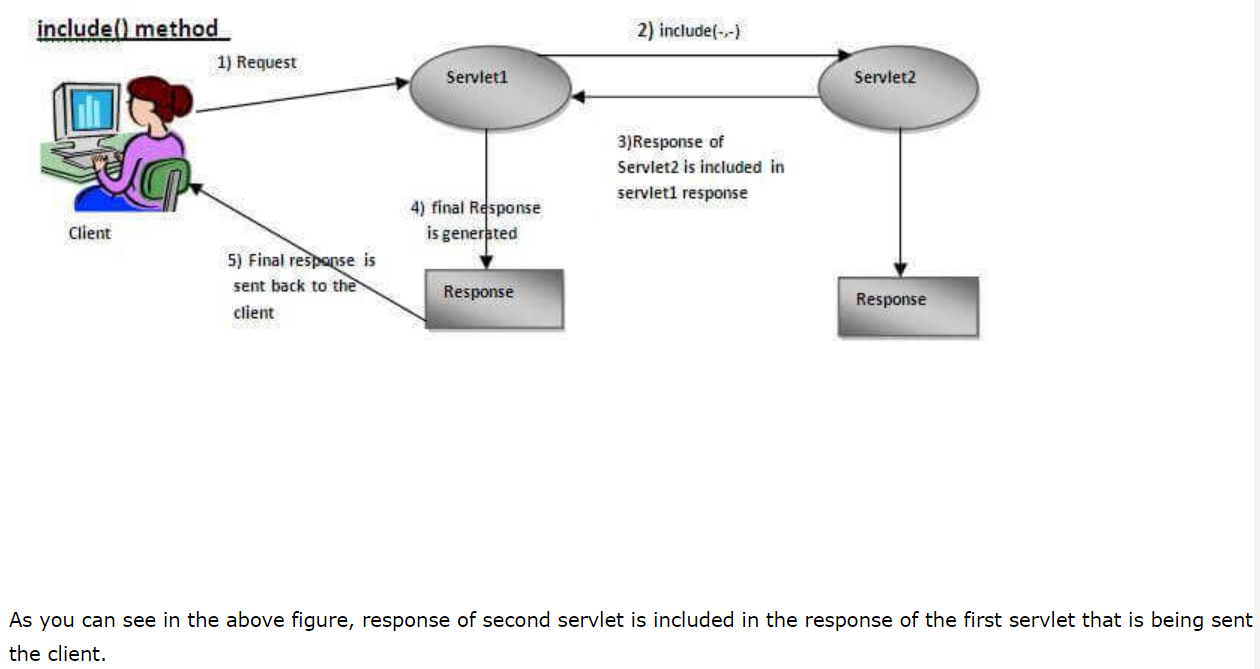 include() method
2) include(-,-)
1) Request
Servlet1
Servlet2
3)Response of
Servlet2 is included in
servlet1 response
4) final Response
is generated
Client
5) Final response is
sent back to the
client
Response
Response
As you can see in the above figure, response of second servlet is included in the response of the first servlet that is being sent
the client.